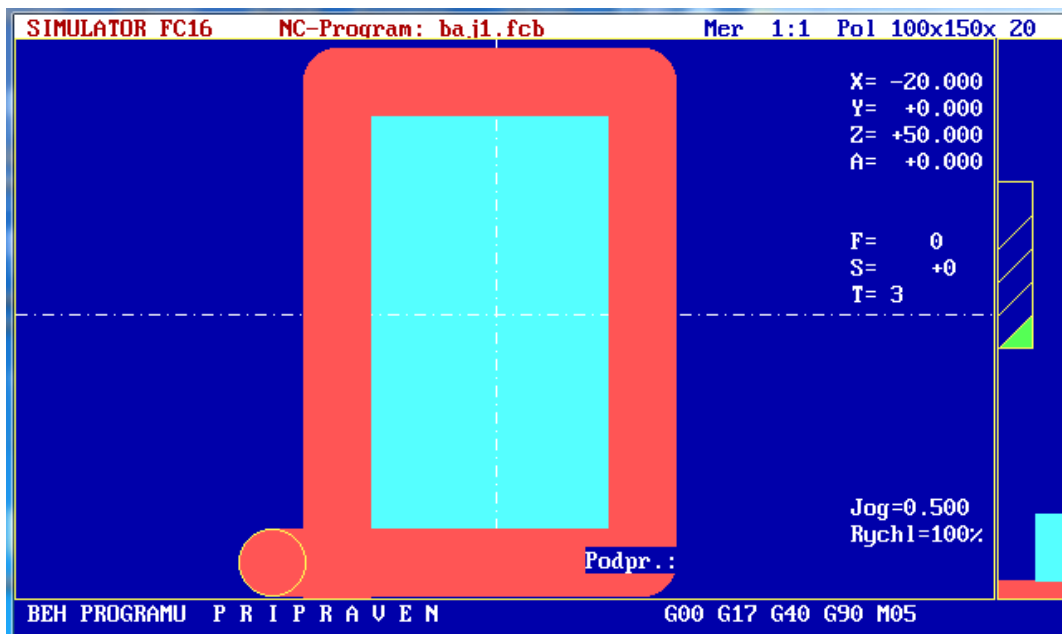 SIMULATOR FC16 NC-Program: baj1.fcb Mer 1:1 Pol 100x150x 20
X= -20.000
Y= +0.000
Z= +50.000
A= +0.000
F= 0
S= +0
T= 3
Jog=0.500
Rychl=100%
Podpr.:
BEH PROGRAMU P R I P R A V E N G00 G17 G40 G90 M05